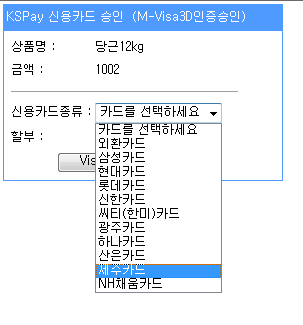 KSPay 신용카드 승인 (M-Visa3D인증승인)
상품명 : 당근12kg
금액 : 1002
신용카드종류 : 카드를 선택하세요
할부 :
Vis
카드를 선택하세요
외환카드
삼성카드
현대카드
롯데카드
신한카드
씨티(한미)카드
광주카드
하나카드
산은카드
제주카드
NH채움카드